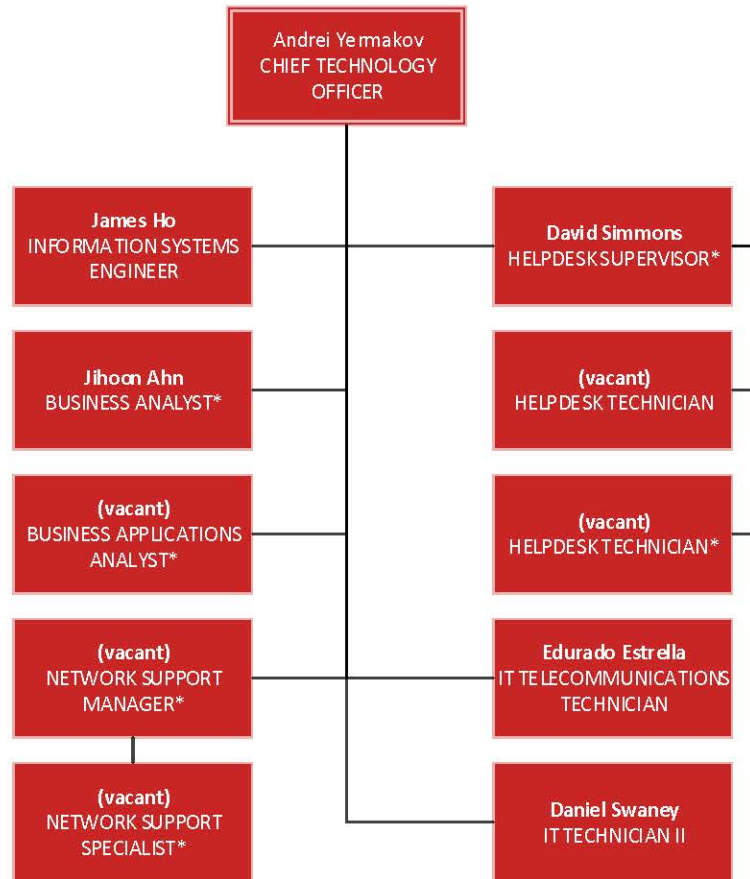 Andrei Yermakov
CHIEF TECHNOLOGY
OFFICER
James Ho
INFORMATION SYSTEMS
ENGINEER
David Simmons
HELPDESK SUPERVISOR*
Jihoon Ahn
BUSINESS ANALYST*
(vacant)
HELPDESK TECHNICIAN
(vacant)
BUSINESS APPLICATIONS
ANALYST*
(vacant)
HELPDESK TECHNICIAN*
(vacant)
NETWORK SUPPORT
MANAGER*
Edurado Estrella
IT TELECOMMUNICATIONS
TECHNICIAN
(vacant)
NETWORK SUPPORT
SPECIALIST*
Daniel Swaney
IT TECHNICIAN II